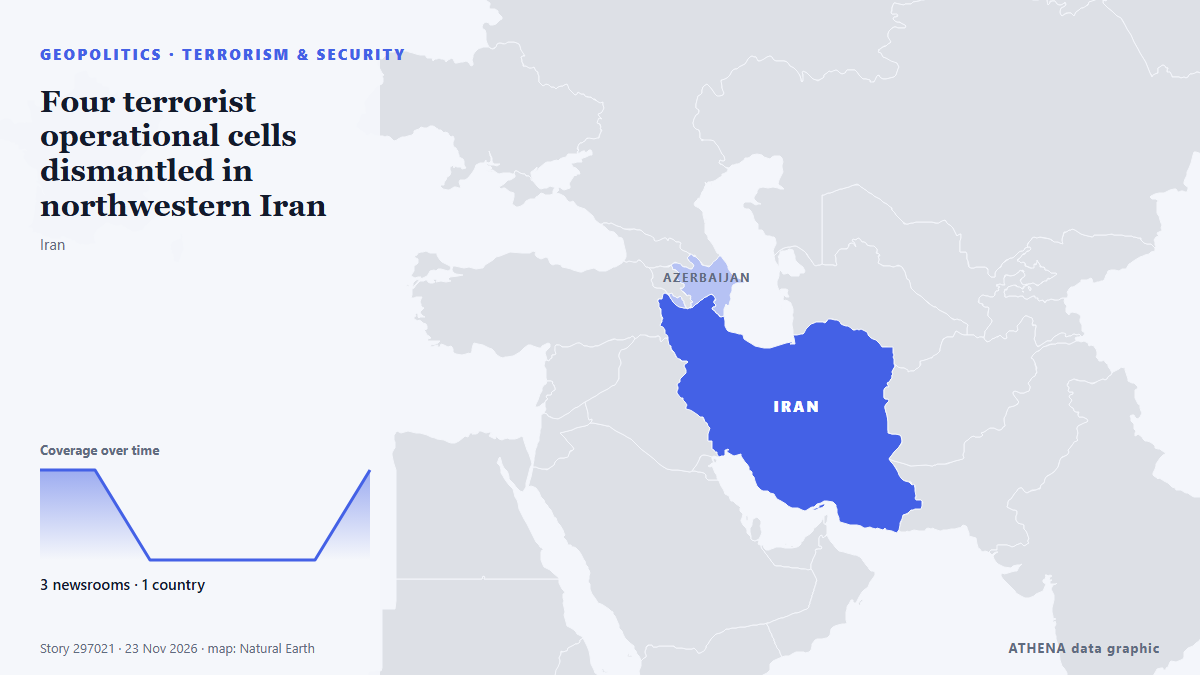 GEOPOLITICS · TERRORISM & SECURITY
Four terrorist
operational cells
dismantled in
northwestern Iran
Iran
AZERBAIJAN
IRAN
Coverage over time
3 newsrooms · 1 country
Story 297021 · 23 Nov 2026 · map: Natural Earth
ATHENA data graphic